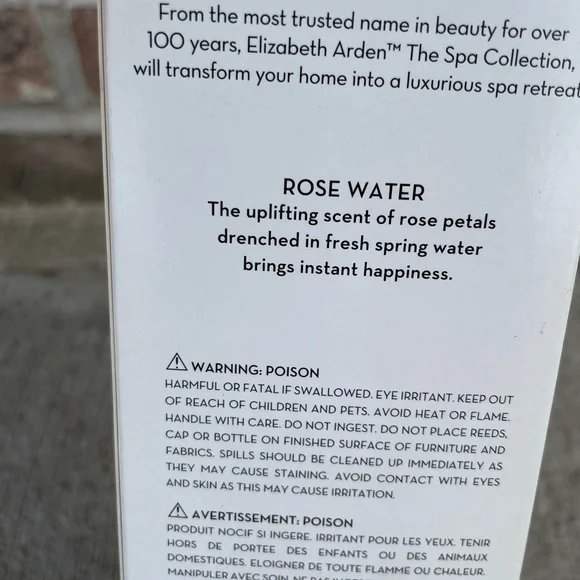 From the most trusted name in beauty for over
100 years, Elizabeth Arden™ The Spa Collection,
will transform your home into a luxurious spa retreat
ROSE WATER
The uplifting scent of rose petals
drenched in fresh spring water
brings instant happiness.
⚠ WARNING: POISON
HARMFUL OR FATAL IF SWALLOWED. EYE IRRITANT. KEEP OUT
OF REACH OF CHILDREN AND PETS. AVOID HEAT OR FLAME.
HANDLE WITH CARE. DO NOT INGEST. DO NOT PLACE REEDS,
CAP OR BOTTLE ON FINISHED SURFACE OF FURNITURE AND
FABRICS. SPILLS SHOULD BE CLEANED UP IMMEDIATELY AS
THEY MAY CAUSE STAINING. AVOID CONTACT WITH EYES
AND SKIN AS THIS MAY CAUSE IRRITATION.
⚠ AVERTISSEMENT: POISON
PRODUIT NOCIF SI INGERE. IRRITANT POUR LES YEUX. TENIR
HORS DE PORTEE DES ENFANTS OU DES ANIMAUX
DOMESTIQUES. ELOIGNER DE TOUTE FLAMME OU CHALEUR.
MANIPULER AVEC SOIN. NE PAS